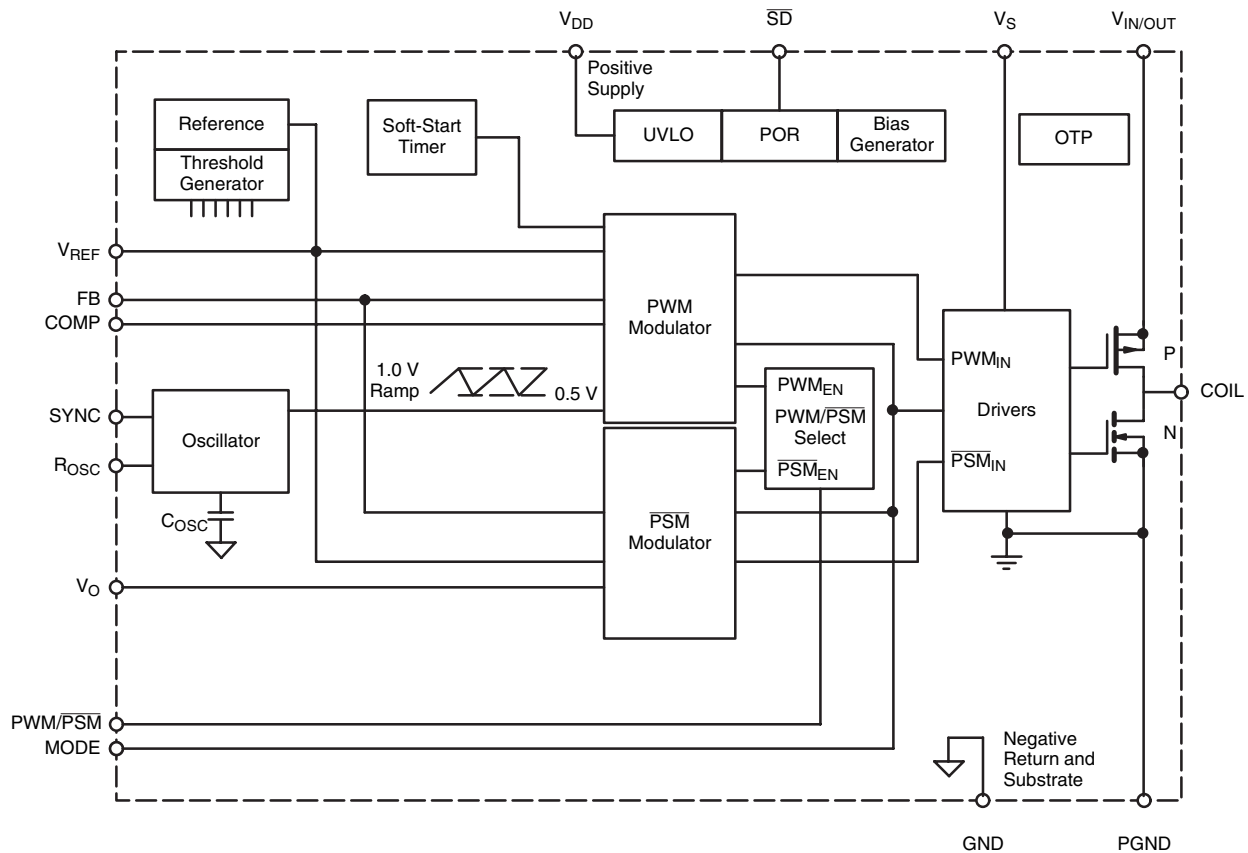 VDD
SD
VS
VIN/OUT
Positive
Supply
Reference
Threshold
Generator
Soft-Start
Timer
UVLO
POR
Bias
Generator
OTP
VREF
FB
COMP
PWM
Modulator
1.0 V
Ramp
0.5 V
PWMEN
PWM/PSM
Select
PSMEN
PWMIN
Drivers
PSMIN
P
COIL
N
SYNC
ROSC
Oscillator
COSC
PSM
Modulator
VO
PWM/PSM
MODE
Negative
Return and
Substrate
GND
PGND